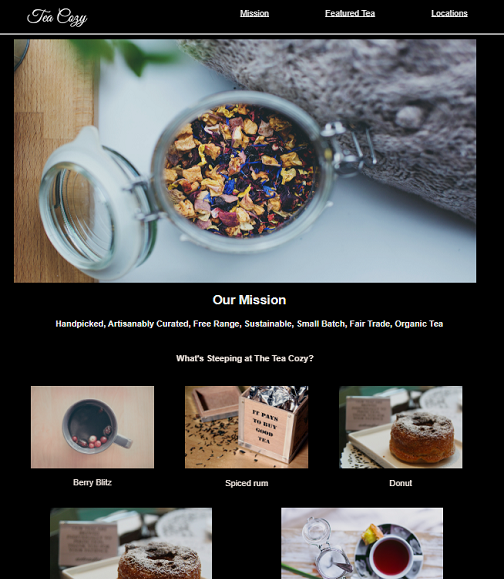 Tea Cozy
Mission
Featured Tea
Locations
Our Mission
Handpicked, Artisanably Curated, Free Range, Sustainable, Small Batch, Fair Trade, Organic Tea
What's Steeping at The Tea Cozy?
IT PAYS
TO BUY
GOOD
TEA
Berry Blitz
Spiced rum
Donut